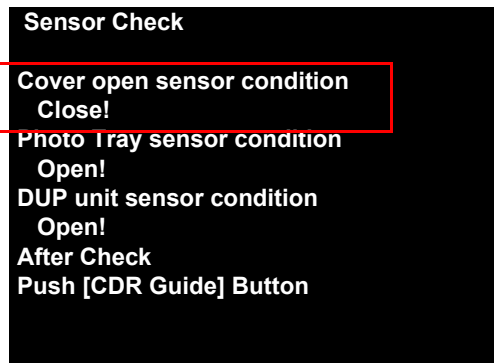 Sensor Check
Cover open sensor condition
Close!
Photo Tray sensor condition
Open!
DUP unit sensor condition
Open!
After Check
Push [CDR Guide] Button